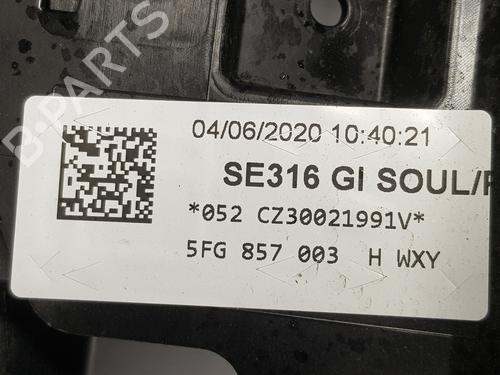 B-PARTS
04/06/2020 10:40:21
SE316 GI SOUL/
*052 CZ30021991V*
5FG 857 003 H WXY